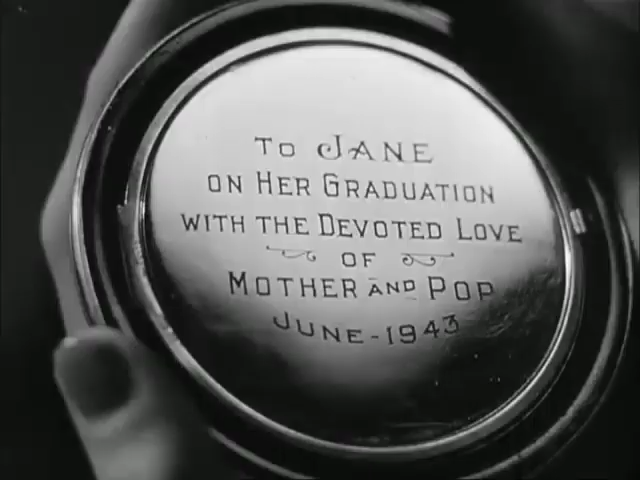 TO JANE
ON HER GRADUATION
WITH THE DEVOTED LOVE
OF
MOTHER AND POP
JUNE-1943